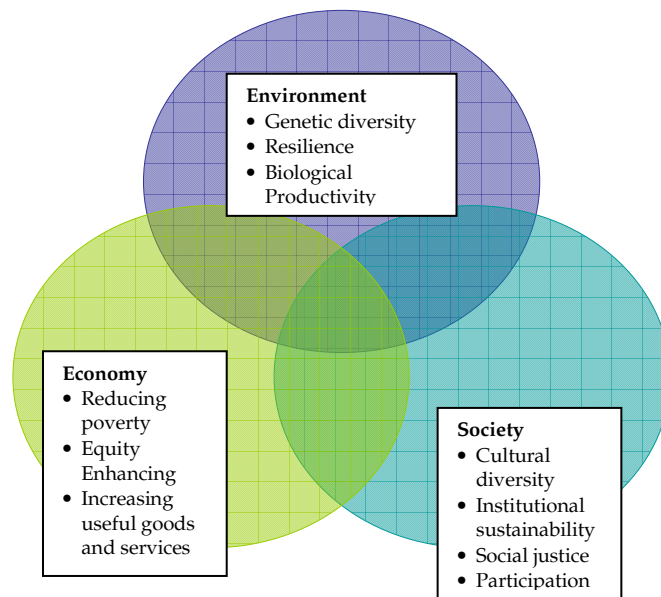 Environment
• Genetic diversity
• Resilience
• Biological
Productivity
Economy
• Reducing
poverty
• Equity
Enhancing
• Increasing
useful goods
and services
Society
• Cultural
diversity
• Institutional
sustainability
• Social justice
• Participation